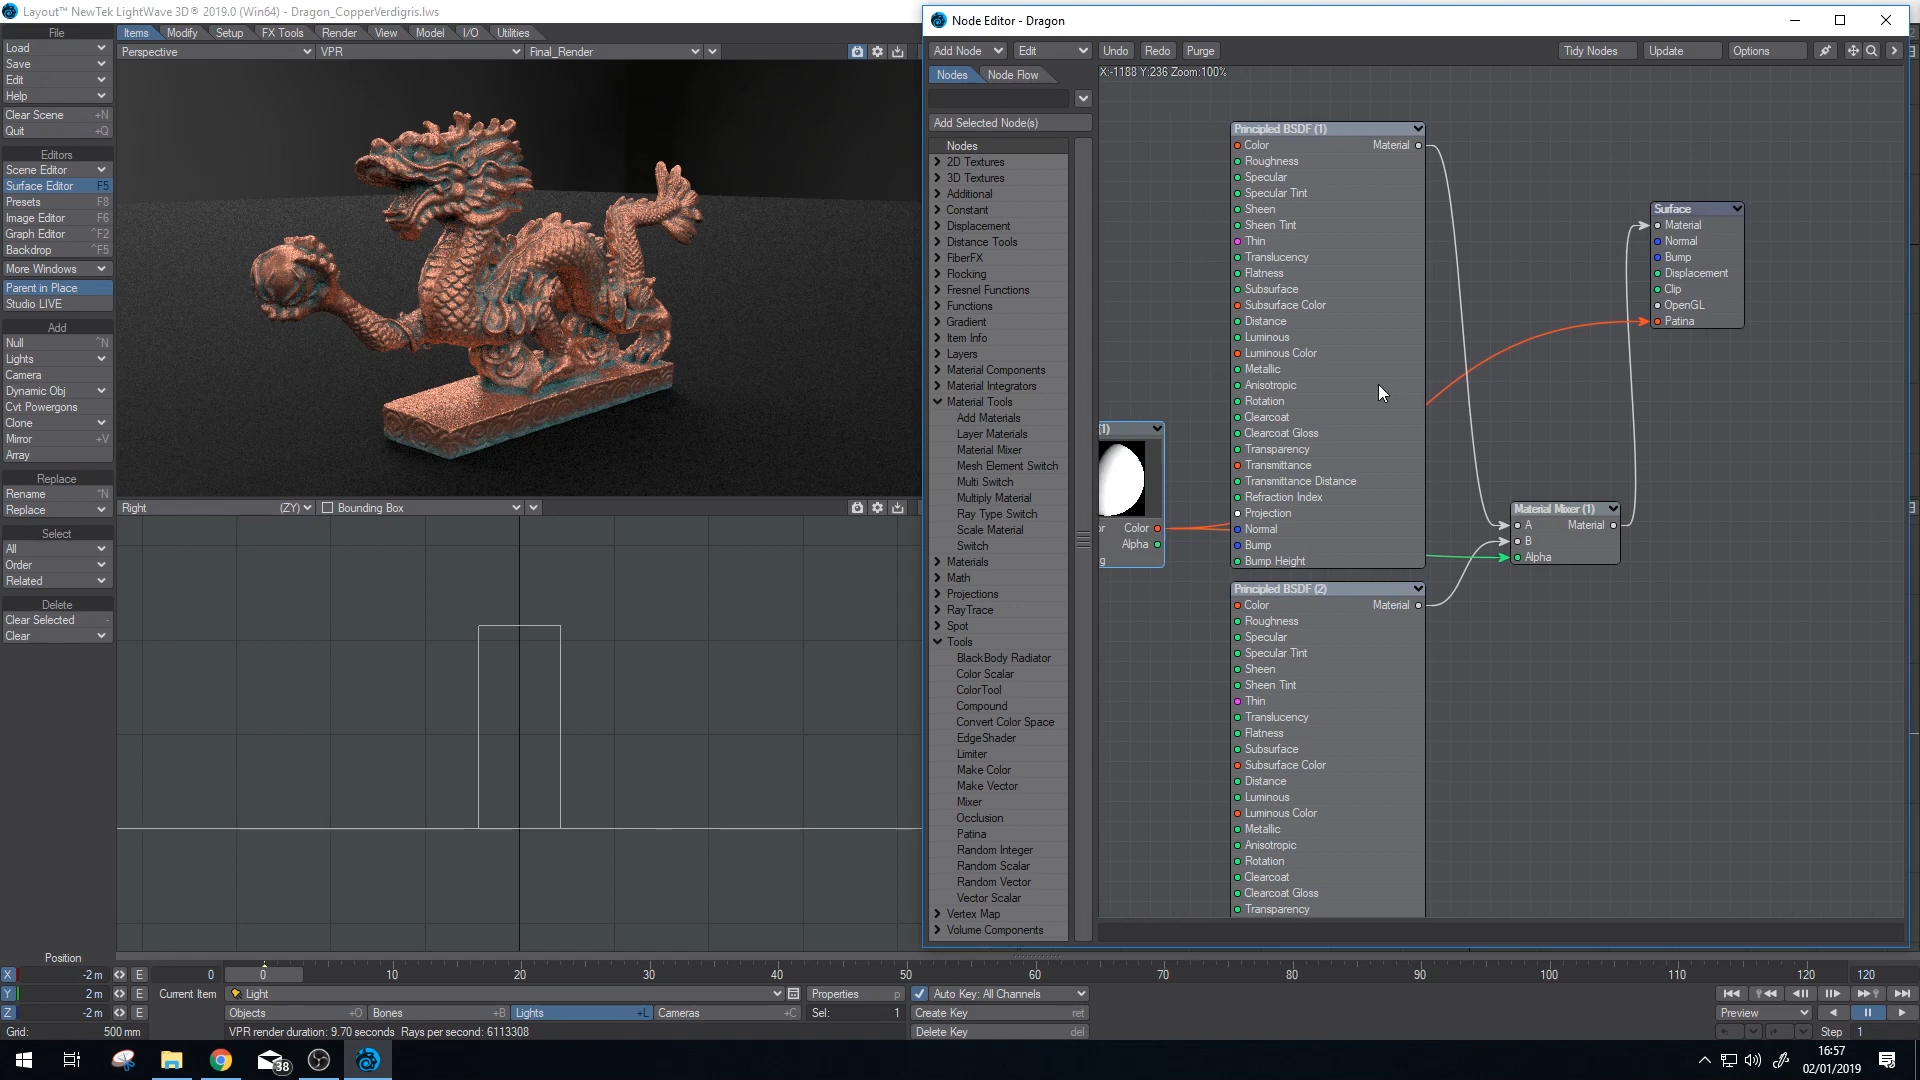 Layout™ NewTek LightWave 3D® 2019.0 (Win64) - Dragon_CopperVerdigris.lws
File
Load
Save
Edit
Help
Clear Scene +N
Quit +Q
Editors
Scene Editor
Surface Editor F5
Presets F8
Image Editor F6
Graph Editor ^F2
Backdrop ^F5
More Windows
Parent in Place
Studio LIVE
Add
Null ^N
Lights
Camera
Dynamic Obj
Cvt Powergons
Clone
Mirror +V
Array
Replace
Rename ^N
Replace
Select
All
Order
Related
Delete
Clear Selected -
Clear
Items Modify Setup FX Tools Render View Model I/O Utilities
Perspective VPR Final_Render
Right (ZY) Bounding Box
Node Editor - Dragon
Add Node Edit Undo Redo Purge Tidy Nodes Update Options
Nodes Node Flow
X:-1188 Y:236 Zoom:100%
Add Selected Node(s)
Nodes
2D Textures
3D Textures
Additional
Constant
Displacement
Distance Tools
FiberFX
Flocking
Fresnel Functions
Functions
Gradient
Item Info
Layers
Material Components
Material Integrators
Material Tools
Add Materials
Layer Materials
Material Mixer
Mesh Element Switch
Multi Switch
Multiply Material
Ray Type Switch
Scale Material
Switch
Materials
Math
Projections
RayTrace
Spot
Tools
BlackBody Radiator
Color Scalar
ColorTool
Compound
Convert Color Space
EdgeShader
Limiter
Make Color
Make Vector
Mixer
Occlusion
Patina
Random Integer
Random Scalar
Random Vector
Vector Scalar
Vertex Map
Volume Components
(1)
or Color
Alpha
g
Principled BSDF (1)
Color Material
Roughness
Specular
Specular Tint
Sheen
Sheen Tint
Thin
Translucency
Flatness
Subsurface
Subsurface Color
Distance
Luminous
Luminous Color
Metallic
Anisotropic
Rotation
Clearcoat
Clearcoat Gloss
Transparency
Transmittance
Transmittance Distance
Refraction Index
Projection
Normal
Bump
Bump Height
Principled BSDF (2)
Color Material
Roughness
Specular
Specular Tint
Sheen
Sheen Tint
Thin
Translucency
Flatness
Subsurface
Subsurface Color
Distance
Luminous
Luminous Color
Metallic
Anisotropic
Rotation
Clearcoat
Clearcoat Gloss
Transparency
Material Mixer (1)
A Material
B
Alpha
Surface
Material
Normal
Bump
Displacement
Clip
OpenGL
Patina
Position
X -2 m E 0
Y 2 m E
Z -2 m E
Grid: 500 mm
0 10 20 30 40 50 60 70 80 90 100 110 120 120
Current Item Light Properties p Auto Key: All Channels
Objects +O Bones +B Lights +L Cameras +C Sel: 1 Create Key ret
VPR render duration: 9.70 seconds Rays per second: 6113308 Delete Key del
Preview
Step 1
38
16:57
02/01/2019